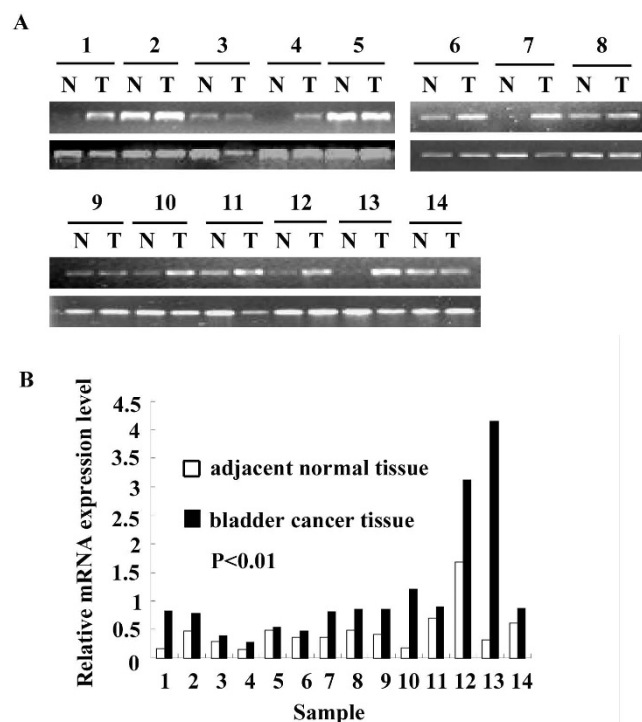 A
1 2 3 4 5 6 7 8
N T N T N T N T N T N T N T N T
9 10 11 12 13 14
N T N T N T N T N T N T
B
Relative mRNA expression level
4.5
4
3.5
3
2.5
2
1.5
1
0.5
0
adjacent normal tissue
bladder cancer tissue
P<0.01
1 2 3 4 5 6 7 8 9 10 11 12 13 14
Sample